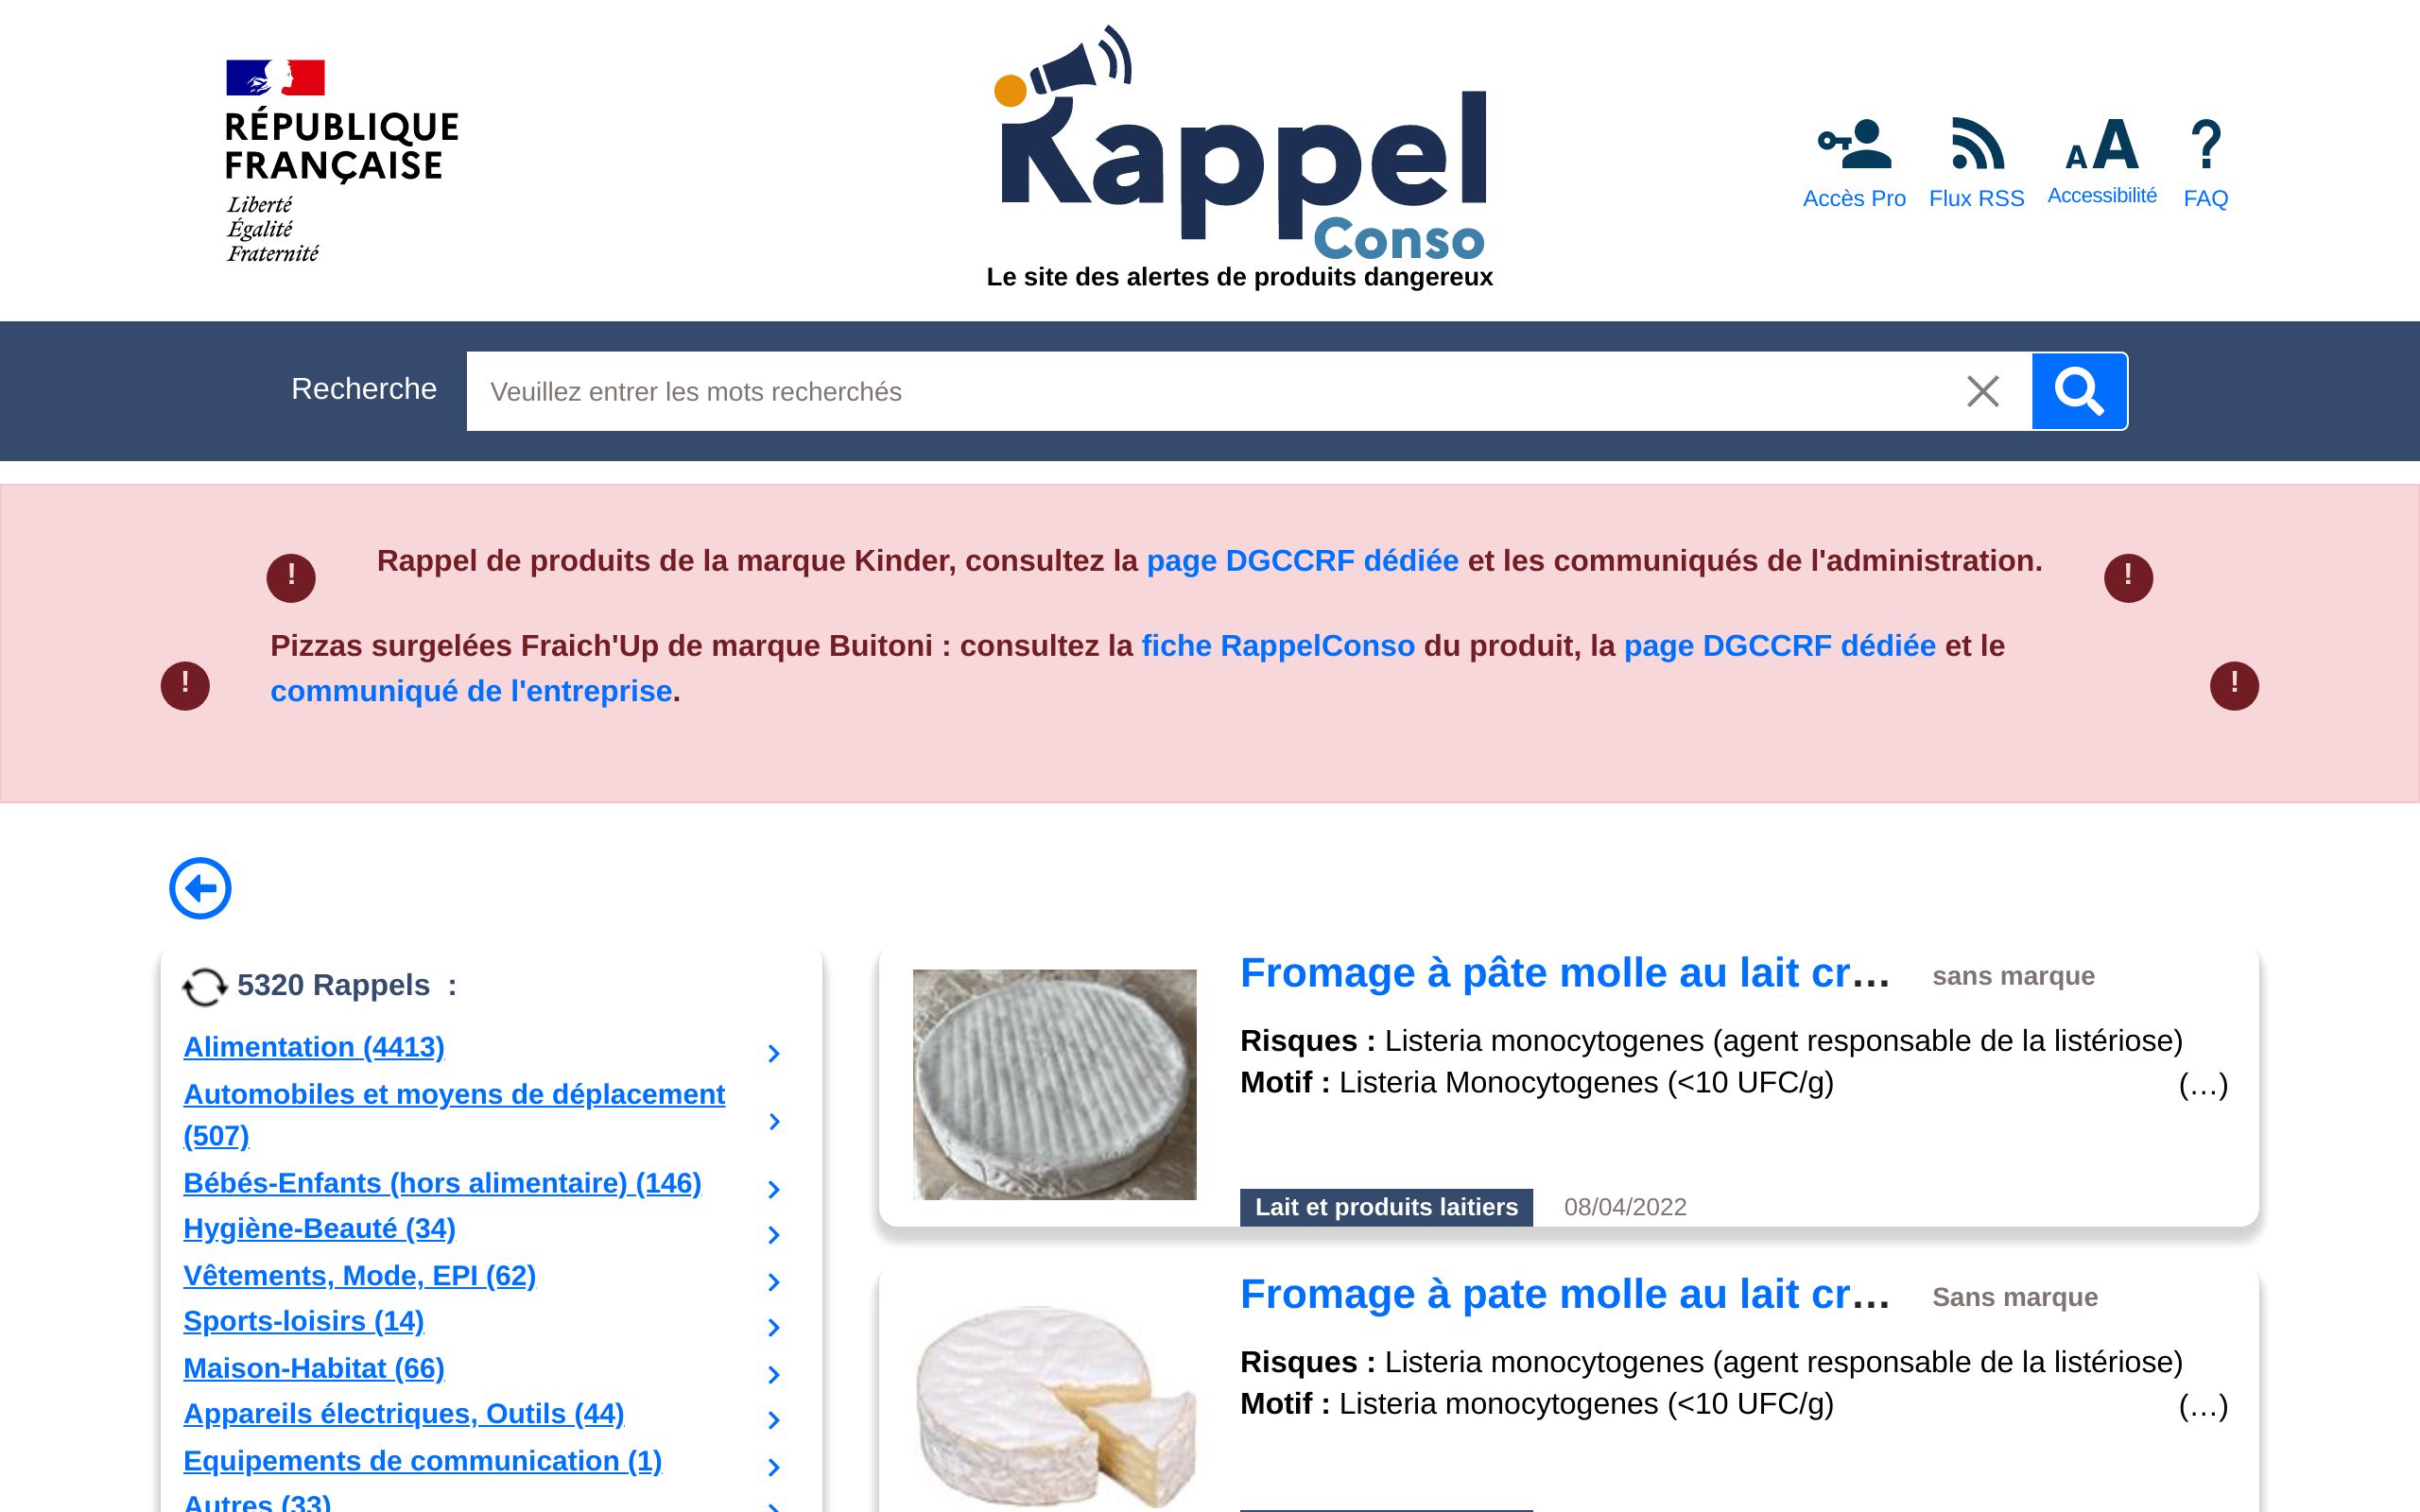 RÉPUBLIQUE
FRANÇAISE
Liberté
Égalité
Fraternité
Rappel
Conso
Le site des alertes de produits dangereux
Accès Pro
Flux RSS
AA
Accessibilité
?
FAQ
Recherche
Veuillez entrer les mots recherchés
! Rappel de produits de la marque Kinder, consultez la page DGCCRF dédiée et les communiqués de l'administration. !
! Pizzas surgelées Fraich'Up de marque Buitoni : consultez la fiche RappelConso du produit, la page DGCCRF dédiée et le
communiqué de l'entreprise. !
5320 Rappels :
Alimentation (4413)
Automobiles et moyens de déplacement
(507)
Bébés-Enfants (hors alimentaire) (146)
Hygiène-Beauté (34)
Vêtements, Mode, EPI (62)
Sports-loisirs (14)
Maison-Habitat (66)
Appareils électriques, Outils (44)
Equipements de communication (1)
Autres (33)
Fromage à pâte molle au lait cr... sans marque
Risques : Listeria monocytogenes (agent responsable de la listériose)
Motif : Listeria Monocytogenes (<10 UFC/g) (…)
Lait et produits laitiers 08/04/2022
Fromage à pate molle au lait cr... Sans marque
Risques : Listeria monocytogenes (agent responsable de la listériose)
Motif : Listeria monocytogenes (<10 UFC/g) (…)